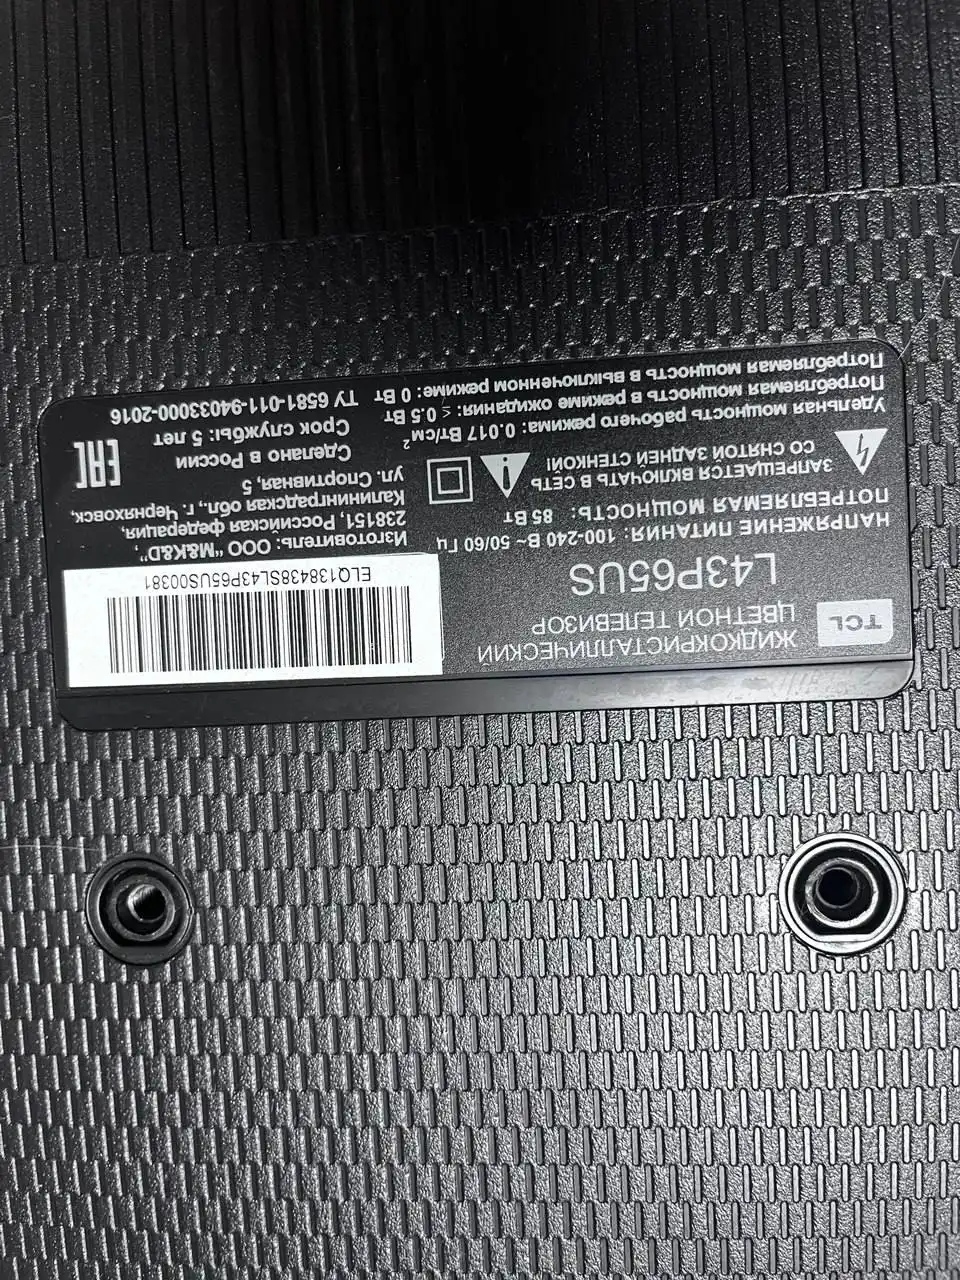 TCL
ЖИДКОКРИСТАЛЛИЧЕСКИЙ
ЦВЕТНОЙ ТЕЛЕВИЗОР
L43P65US
НАПРЯЖЕНИЕ ПИТАНИЯ: 100-240 В~ 50/60 Гц
ПОТРЕБЛЯЕМАЯ МОЩНОСТЬ: 85 Вт
ЗАПРЕЩАЕТСЯ ВКЛЮЧАТЬ В СЕТЬ
СО СНЯТОЙ ЗАДНЕЙ СТЕНКОЙ!
Удельная мощность рабочего режима: 0.017 Вт/см²
Потребляемая мощность в режиме ожидания: ≤ 0.5 Вт
Потребляемая мощность в выключенном режиме: 0 Вт
ELQ1384438SL43P65US00381
Изготовитель: ООО "M&K&D",
238151, Российская федерация,
Калининградская обл., г. Черняховск,
ул. Спортивная, 5
Сделано в России
Срок службы: 5 лет
ТУ 6581-011-94033000-2016
EAC